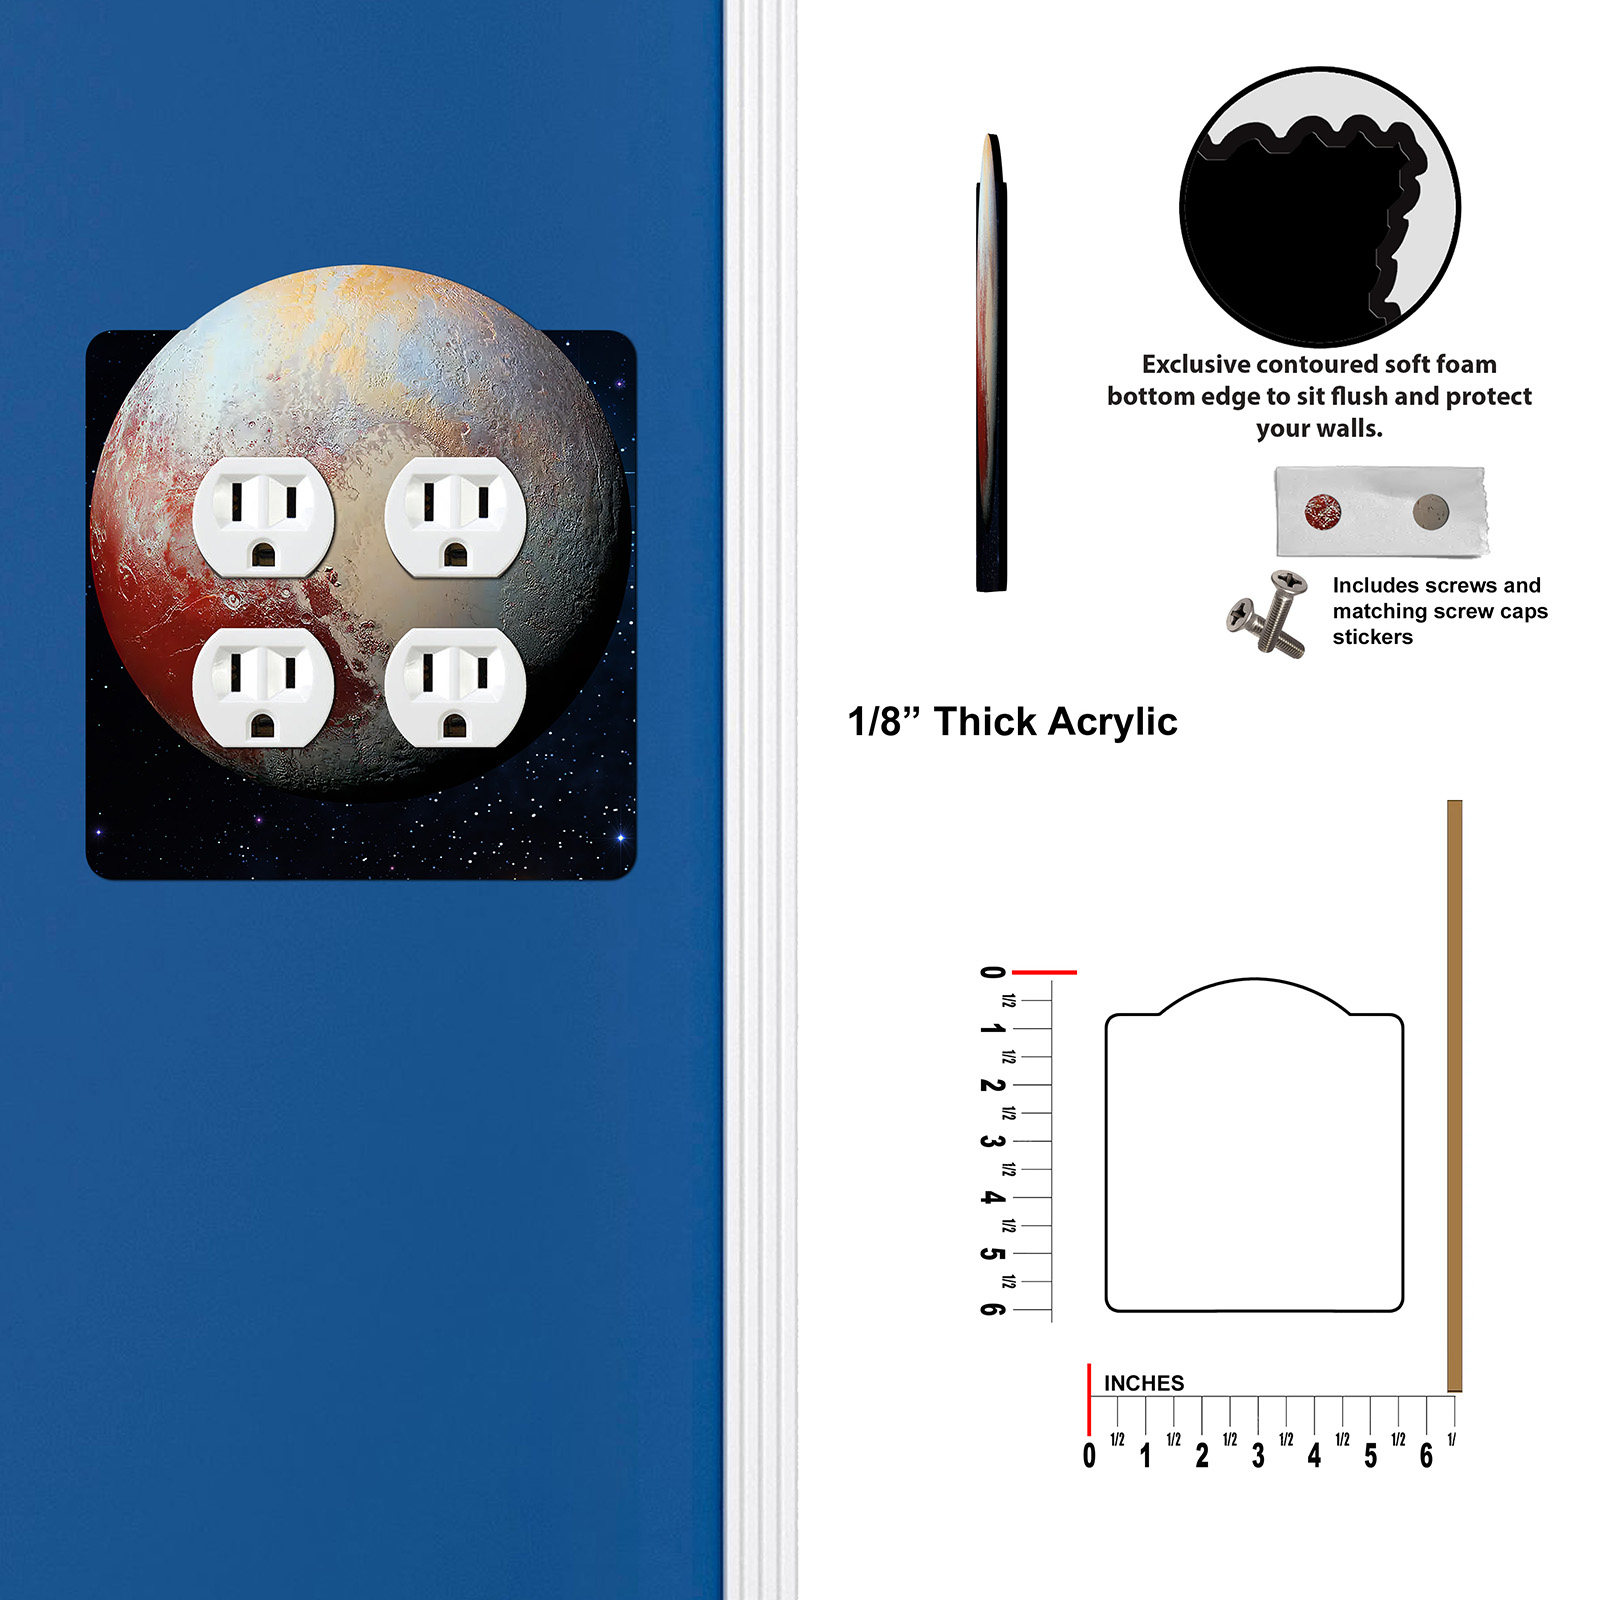 Exclusive contoured soft foam
bottom edge to sit flush and protect
your walls.
Includes screws and
matching screw caps
stickers
1/8” Thick Acrylic
0
1/2
1
1/2
2
1/2
3
1/2
4
1/2
5
1/2
6
INCHES
0 1/2 1 1/2 2 1/2 3 1/2 4 1/2 5 1/2 6 1/